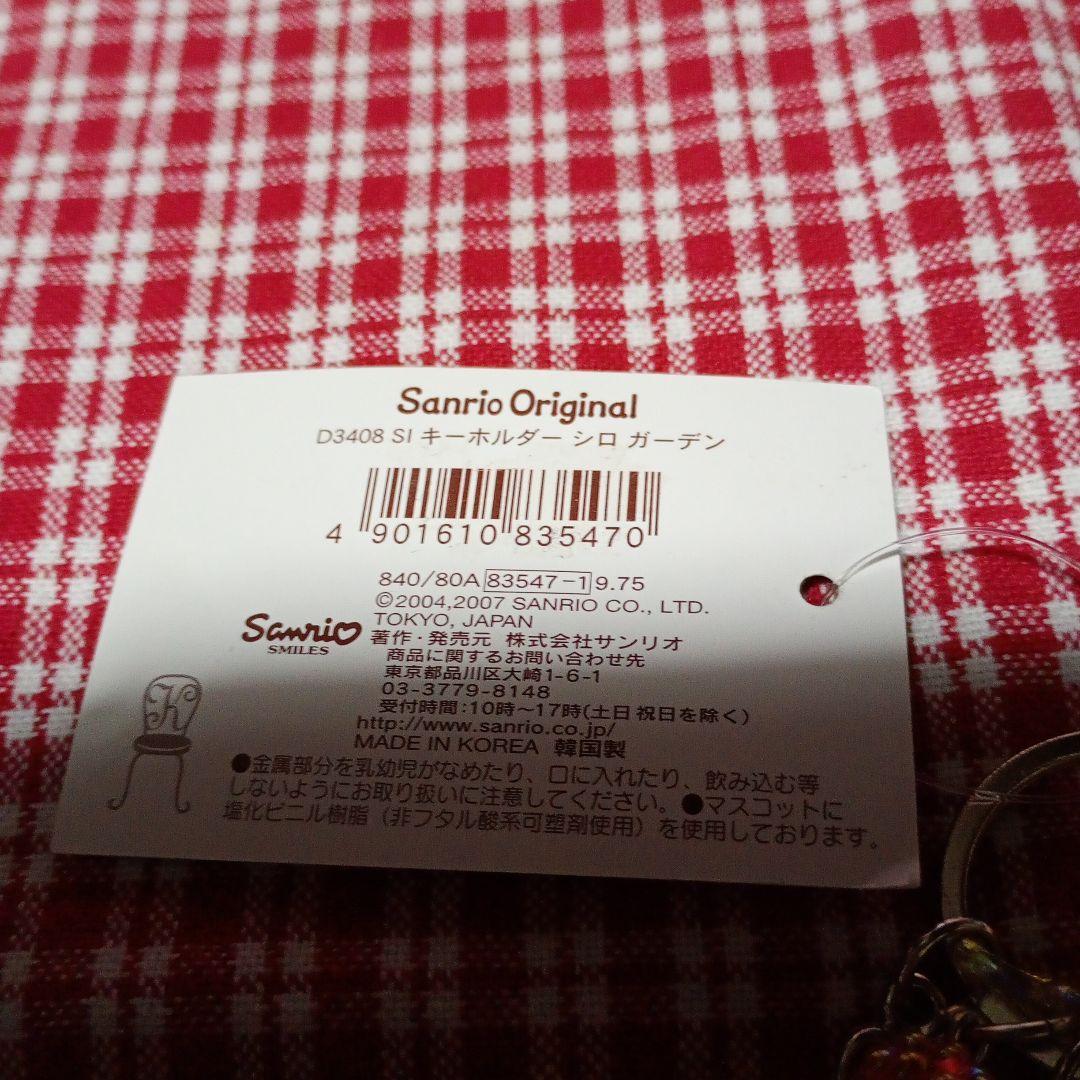 Sanrio Original
D3408 SI キーホルダー シロ ガーデン
4 901610 835470
840/80A 83547-1 9.75
©2004,2007 SANRIO CO., LTD.
TOKYO, JAPAN
Sanrio
SMILES
著作・発売元 株式会社サンリオ
商品に関するお問い合わせ先
東京都品川区大崎1-6-1
03-3779-8148
受付時間:10時~17時(土日 祝日を除く)
http://www.sanrio.co.jp/
MADE IN KOREA 韓国製
K
●金属部分を乳幼児がなめたり、口に入れたり、飲み込む等
しないようにお取り扱いに注意してください。●マスコットに
塩化ビニル樹脂(非フタル酸系可塑剤使用)を使用しております。